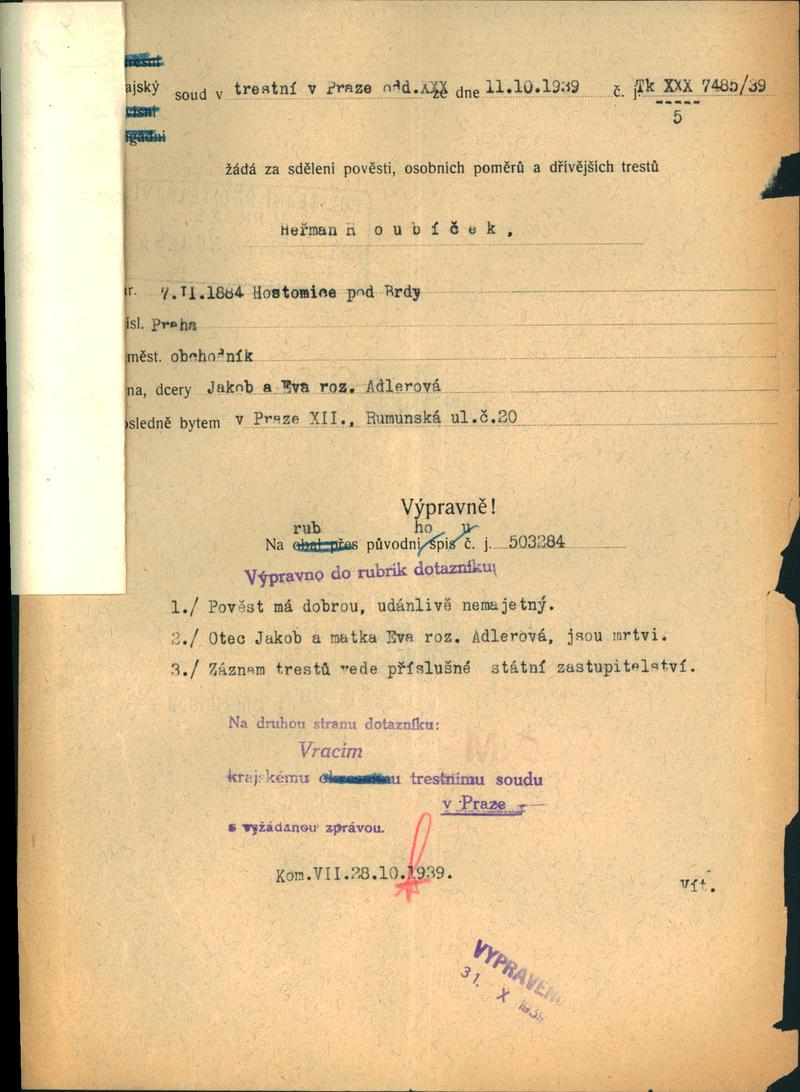 ajský soud v trestní v Praze odd.XXX ze dne 11.10.1939 č. j. Tk XXX 7485/39
5
žádá za sdělení pověsti, osobních poměrů a dřívějších trestů
Heřman R o u b í č e k ,
ar. 7.II.1884 Hostomice pod Brdy
ísl. Praha
města. obchodník
na, dcery Jakob a Eva roz. Adlerová
osledně bytem v Praze XII., Rumunská ul.č.20
Výpravně!
rub ho u
Na obal přes původní spis č. j. 503284
Výpravno do rubrik dotazníku:
1./ Pověst má dobrou, udánlivě nemajetný.
2./ Otec Jakob a matka Eva roz. Adlerová, jsou mrtvi.
3./ Záznam trestů vede příslušné státní zastupitelství.
Na druhou stranu dotazníku:
Vracím
krajskému trestnímu soudu
v Praze
s vyžádanou zprávou.
Kom.VII.28.10.1939.
Vít.
VYPRAVENO
31. X 1939